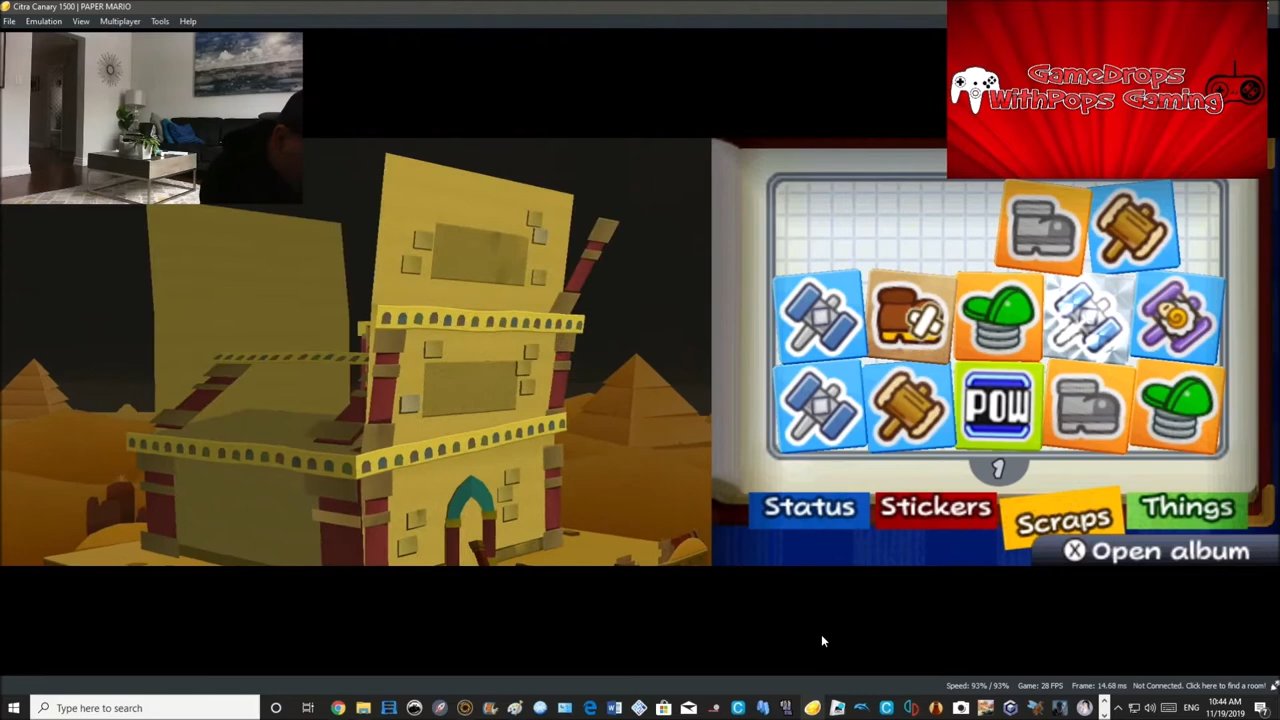 Citra Canary 1500 | PAPER MARIO
File Emulation View Multiplayer Tools Help
GameDrops
WithPops Gaming
POW
1
Status Stickers Scraps Things
X Open album
Speed: 93% / 93% Game: 28 FPS Frame: 14.68 ms Not Connected. Click here to find a room!
Type here to search
ENG
10:44 AM
11/19/2019